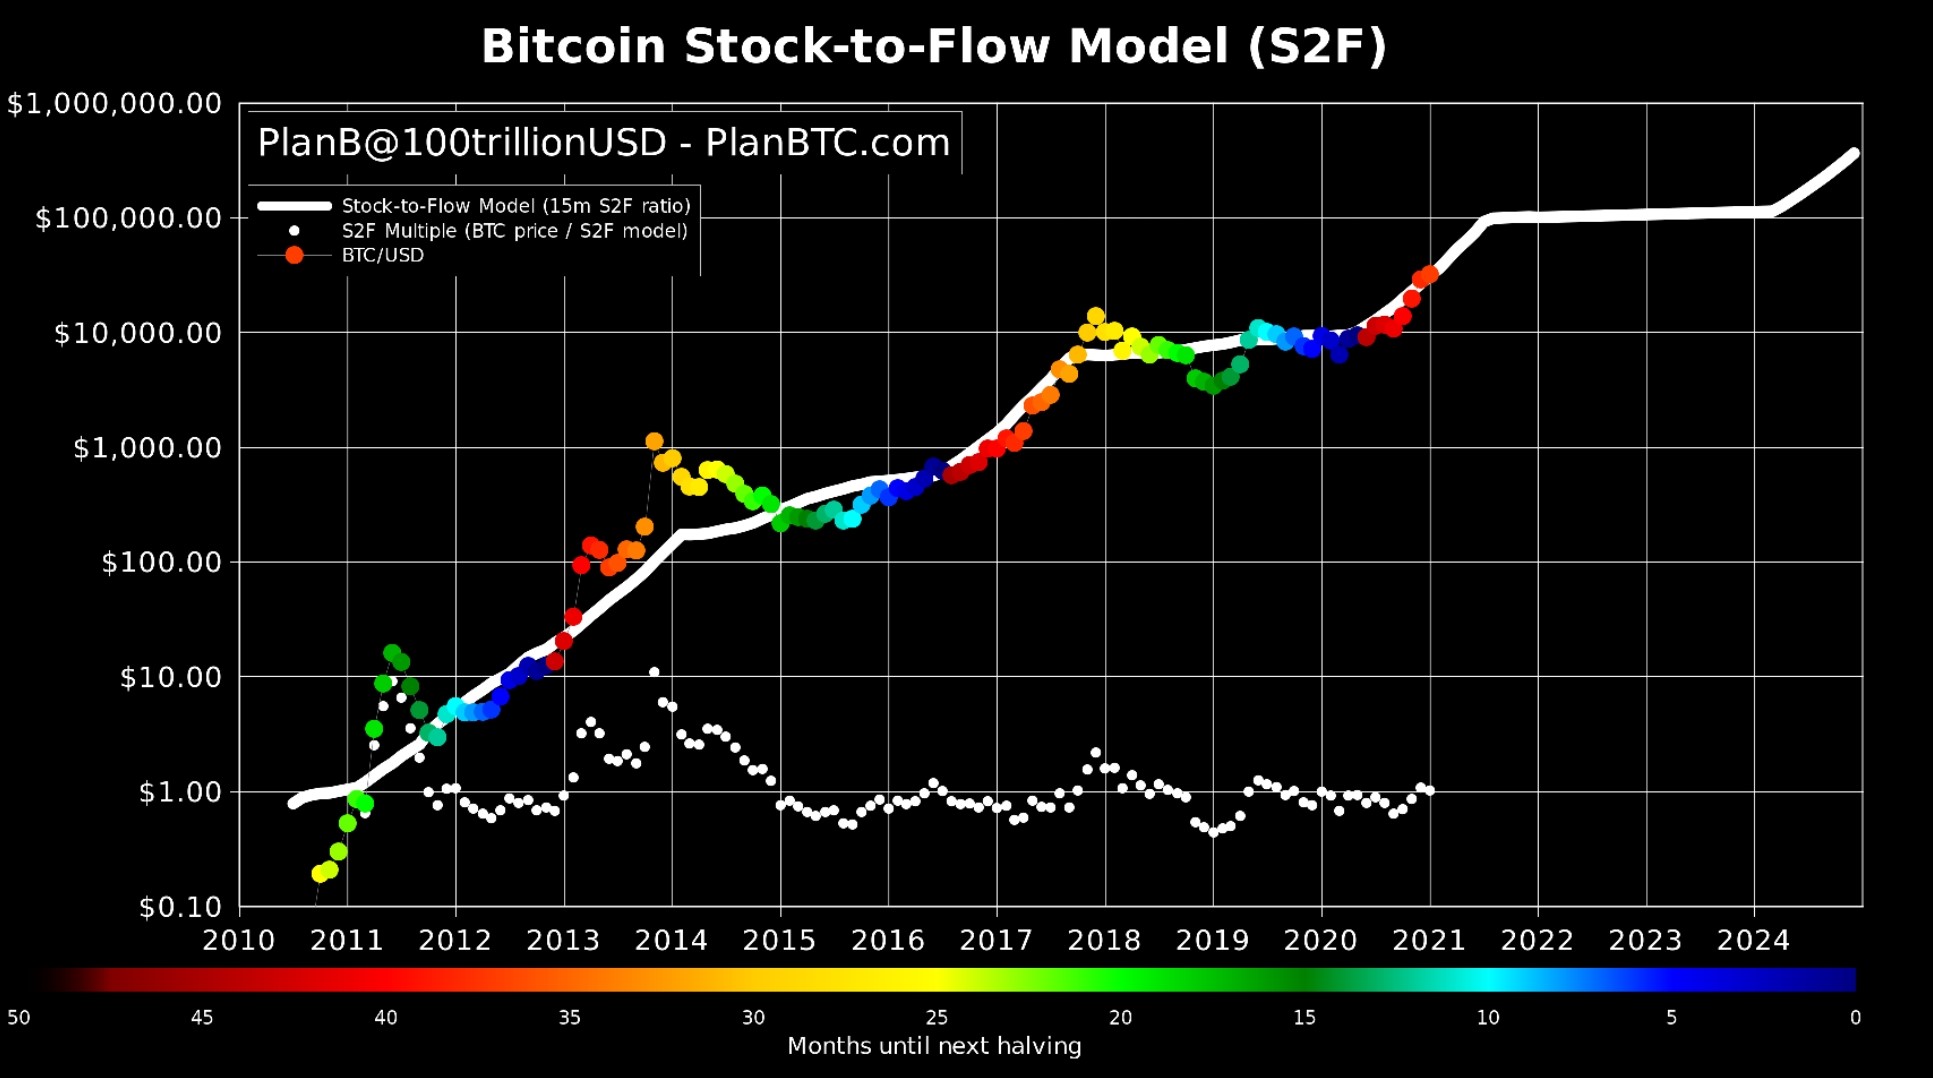 Bitcoin Stock-to-Flow Model (S2F)
$1,000,000.00
PlanB@100trillionUSD - PlanBTC.com
Stock-to-Flow Model (15m S2F ratio)
$100,000.00
S2F Multiple (BTC price / S2F model)
BTC/USD
$10,000.00
$1,000.00
$100.00
$10.00
$1.00
$0.10
2010 2011 2012 2013 2014 2015 2016 2017 2018 2019 2020 2021 2022 2023 2024
50 45 40 35 30 25 20 15 10 5 0
Months until next halving